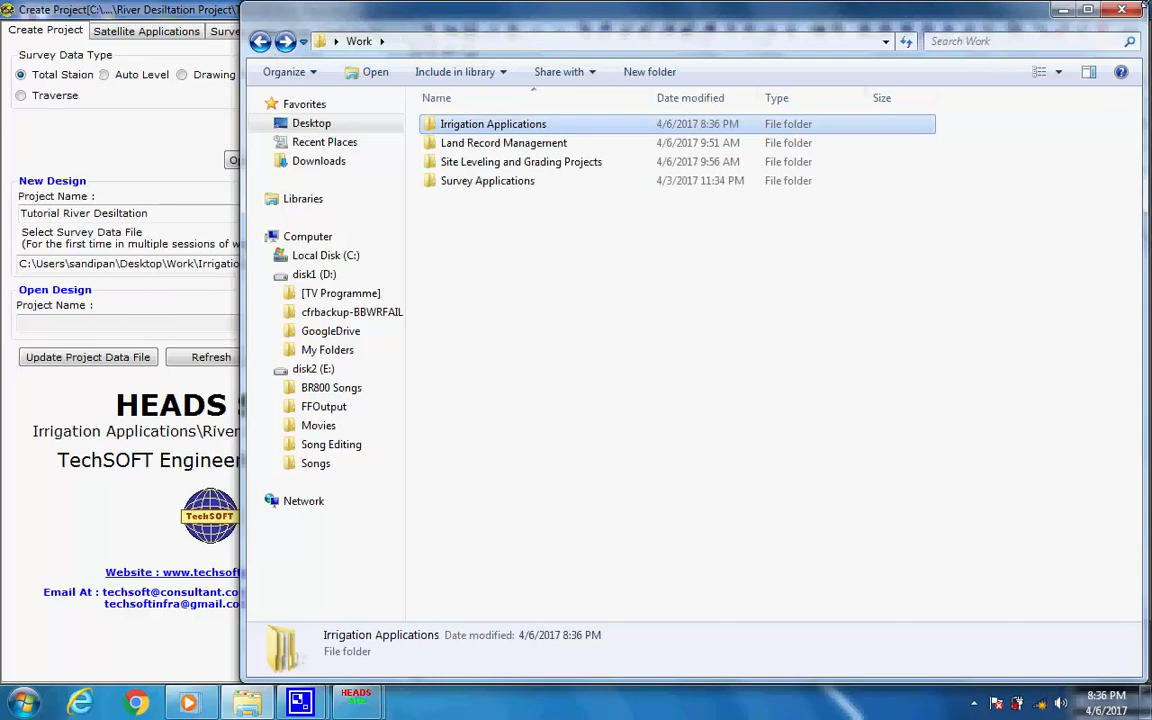 Create Project[C:\...\River Desiltation Project\
Create Project
Satellite Applications
Survey Data Type
Total Staion
Auto Level
Drawing
Traverse
New Design
Project Name :
Tutorial River Desiltation
Select Survey Data File
(For the first time in multiple sessions of
C:\Users\sandipan\Desktop\Work\Irrigatio
Open Design
Project Name :
Update Project Data File
Refresh
HEADS
Irrigation Applications\River
TechSOFT Engineer
TechSOFT
Website : www.techsoft
Email At : techsoft@consultant.co
techsoftinfra@gmail.co
Work
Search Work
Organize
Open
Include in library
Share with
New folder
Favorites
Desktop
Recent Places
Downloads
Libraries
Computer
Local Disk (C:)
disk1 (D:)
[TV Programme]
cfrbackup-BBWRFAIL
GoogleDrive
My Folders
disk2 (E:)
BR800 Songs
FFOutput
Movies
Song Editing
Songs
Network
Name
Date modified
Type
Size
Irrigation Applications
4/6/2017 8:36 PM
File folder
Land Record Management
4/6/2017 9:51 AM
File folder
Site Leveling and Grading Projects
4/6/2017 9:56 AM
File folder
Survey Applications
4/3/2017 11:34 PM
File folder
Irrigation Applications Date modified: 4/6/2017 8:36 PM
File folder
HEADS
8:36 PM
4/6/2017